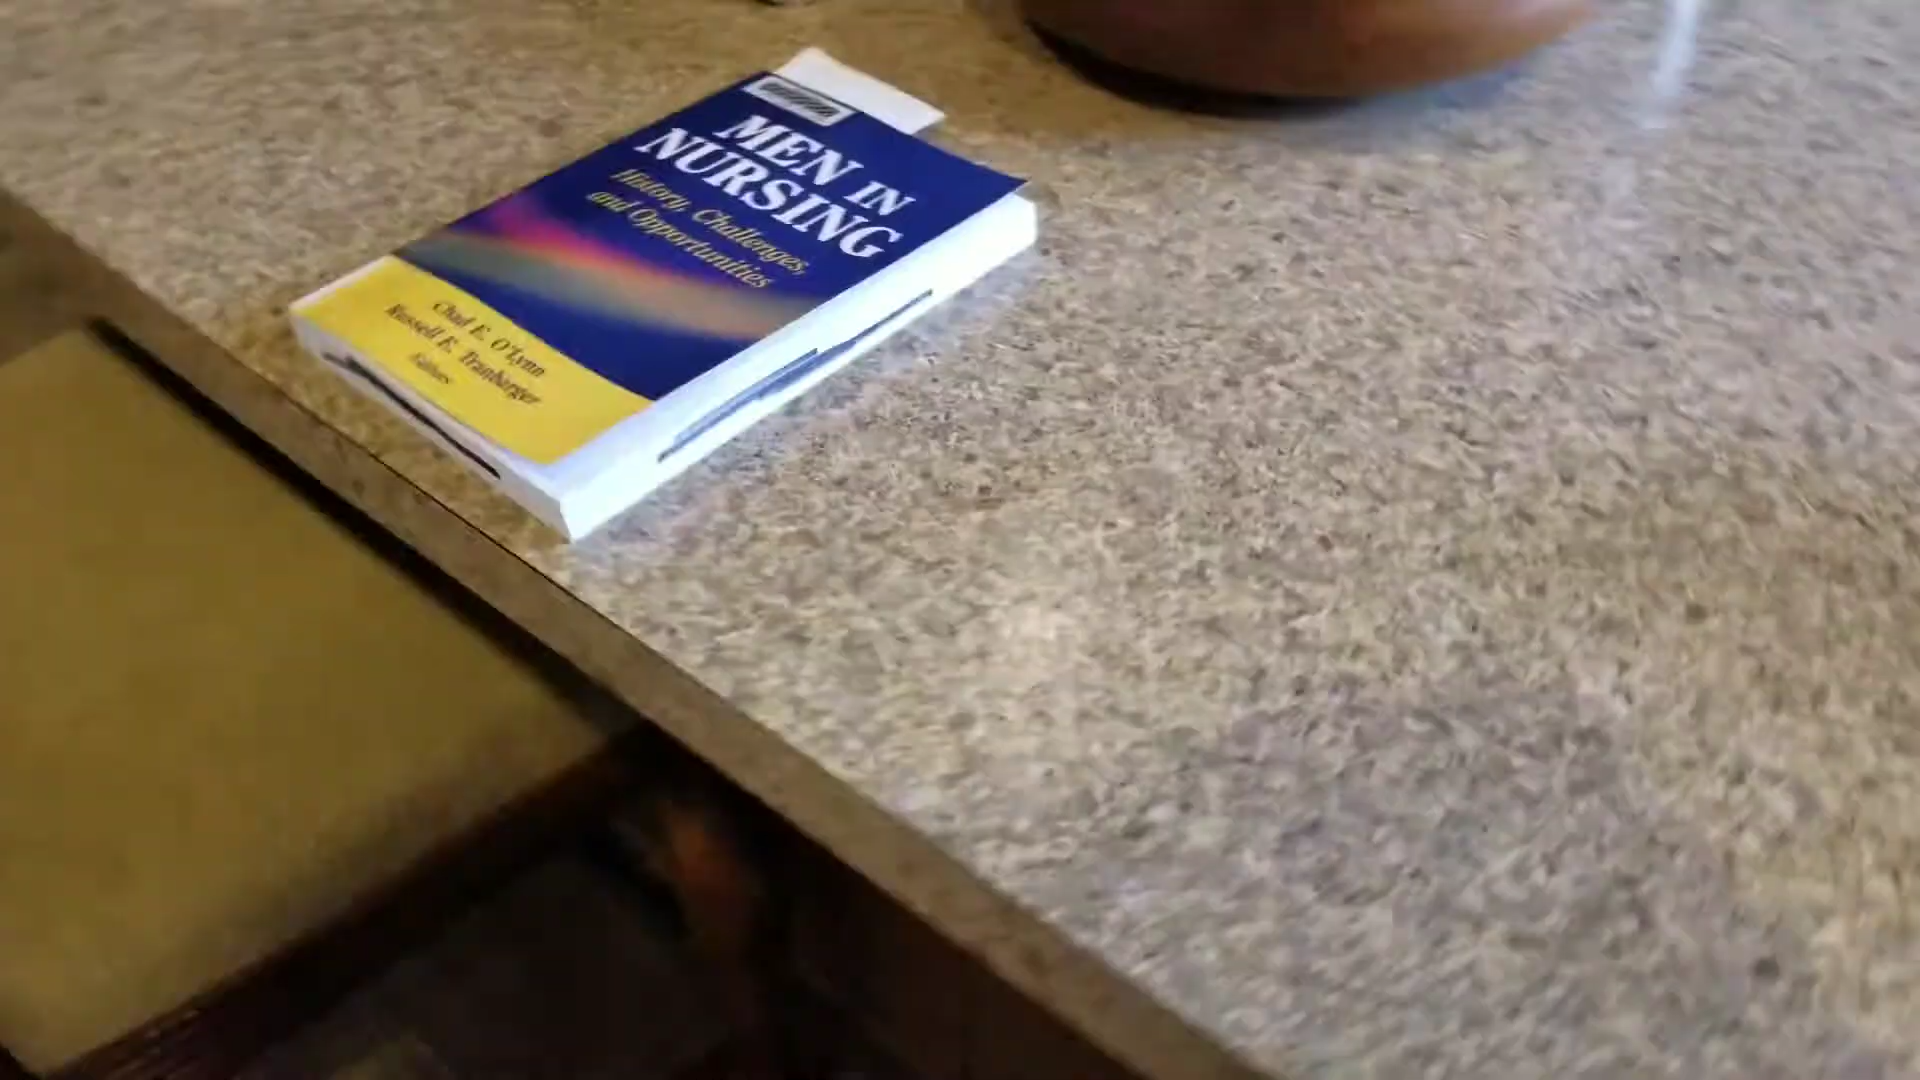 MEN IN
NURSING
History, Challenges,
and Opportunities
Chad E. O'Lynn
Russell E. Tranbarger
Editors